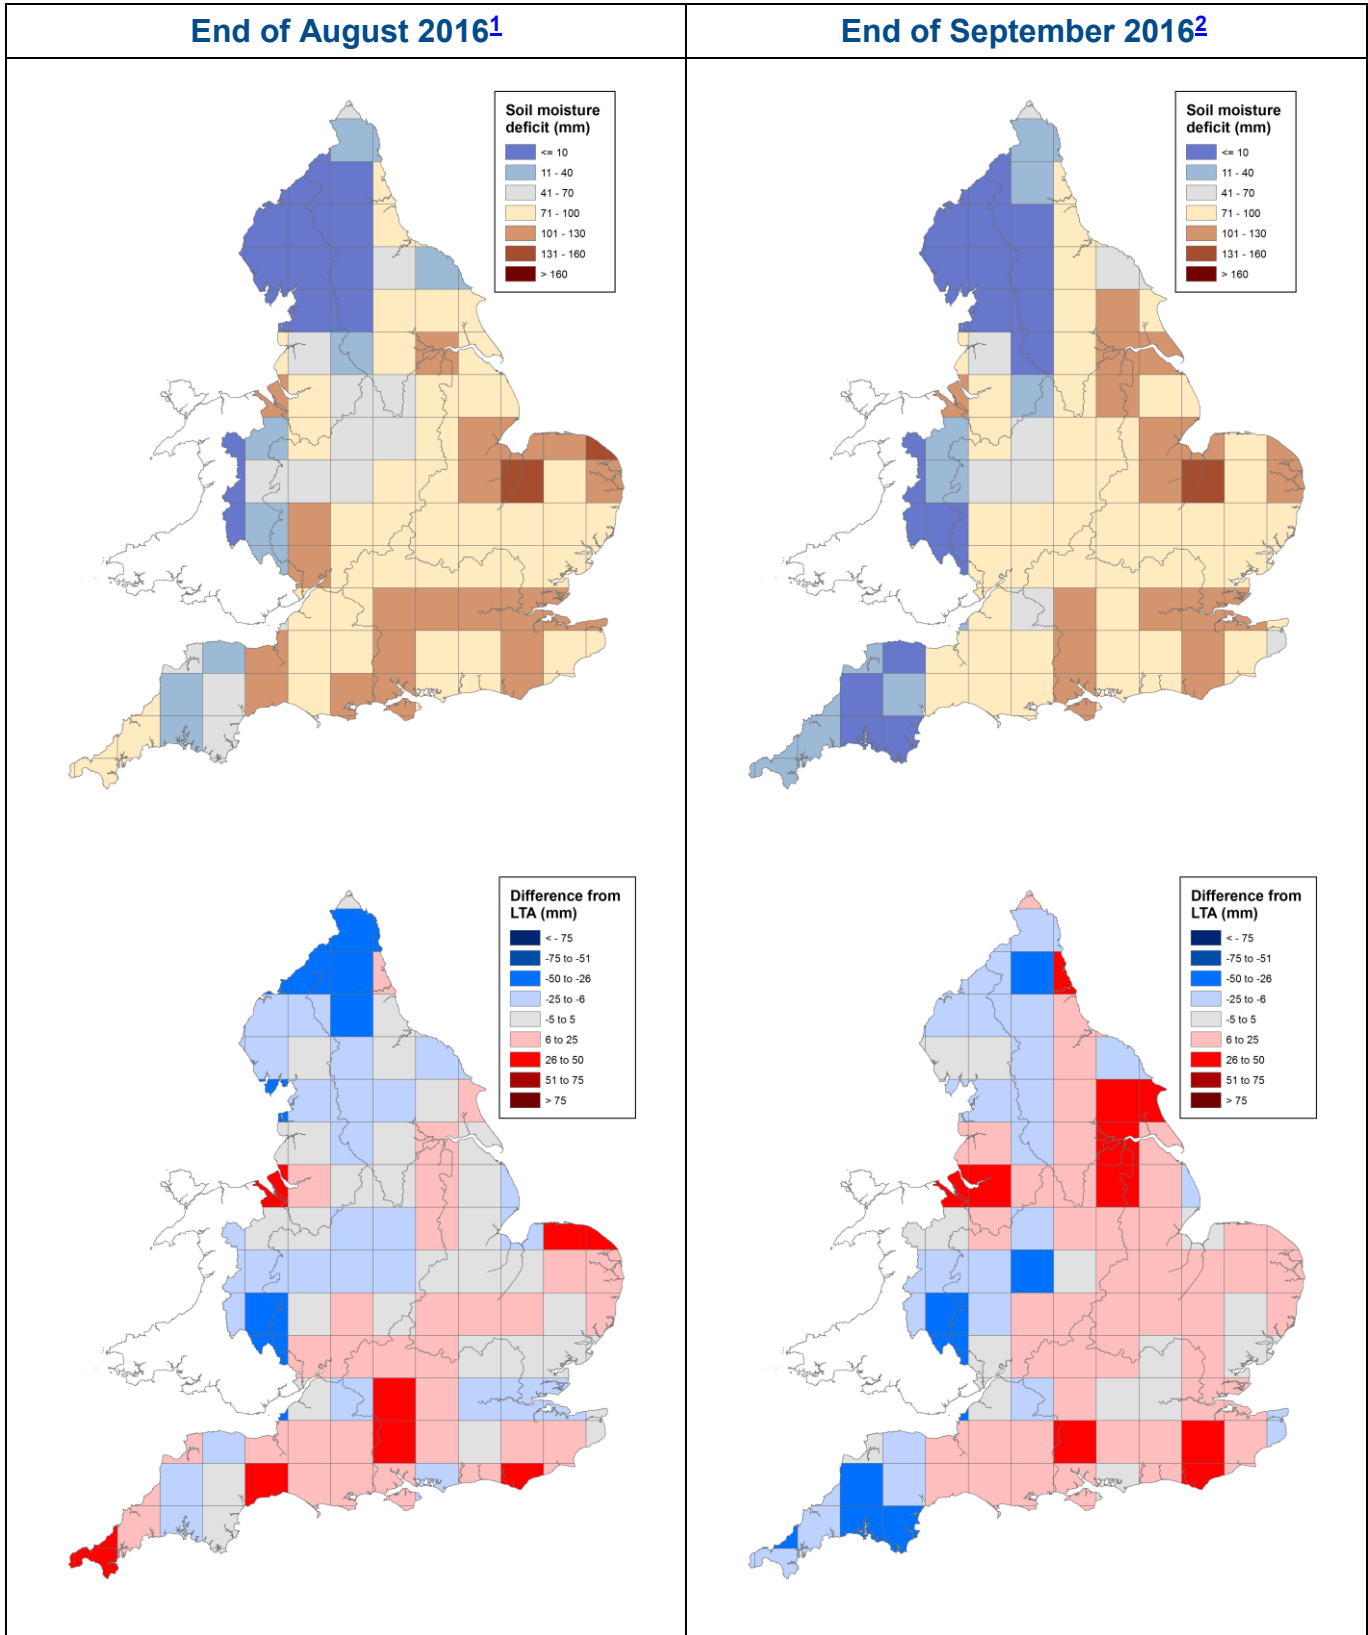 End of August 20161
End of September 20162
Soil moisture
deficit (mm)
<= 10
11 - 40
41 - 70
71 - 100
101 - 130
131 - 160
> 160
Soil moisture
deficit (mm)
<= 10
11 - 40
41 - 70
71 - 100
101 - 130
131 - 160
> 160
Difference from
LTA (mm)
< - 75
-75 to -51
-50 to -26
-25 to -6
-5 to 5
6 to 25
26 to 50
51 to 75
> 75
Difference from
LTA (mm)
< - 75
-75 to -51
-50 to -26
-25 to -6
-5 to 5
6 to 25
26 to 50
51 to 75
> 75